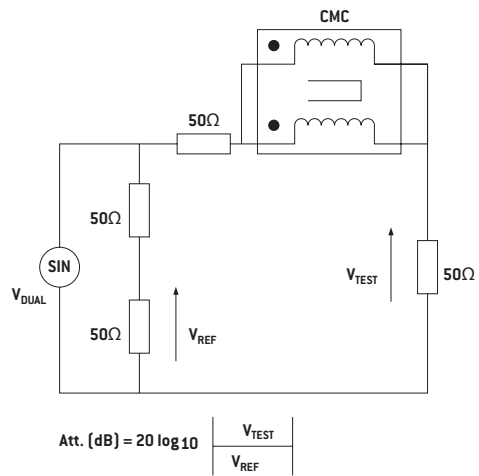 CMC
50Ω
50Ω
SIN
V_DUAL
50Ω
V_REF
V_TEST
50Ω
Att. (dB) = 20 log10 | V_TEST / V_REF |